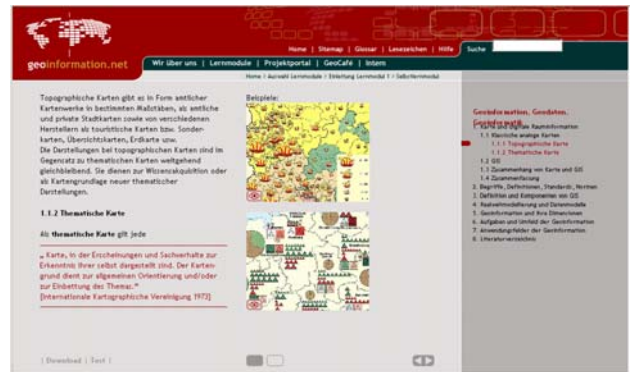 Home | Sitemap | Glossar | Lesezeichen | Hilfe
Suche
geoinformation.net
Wir über uns | Lernmodule | Projektportal | GeoCafé | Intern
Home / Auswahl Lernmodule / Einleitung Lernmodul 1 / Selbstlernmodul
Topographische Karten gibt es in Form amtlicher
Kartenwerke in bestimmten Maßstäben, als amtliche
und private Stadtkarten sowie von verschiedenen
Herstellern als touristische Karten bzw. Sonder-
karten, Übersichtskarten, Erdkarte usw.
Die Darstellungen bei topographischen Karten sind im
Gegensatz zu thematischen Karten weitgehend
gleichbleibend. Sie dienen zur Wissensakquisition oder
als Kartengrundlage neuer thematischer
Darstellungen.
1.1.2 Thematische Karte
Als thematische Karte gilt jede
„ Karte, in der Erscheinungen und Sachverhalte zur
Erkenntnis ihrer selbst dargestellt sind. Der Karten-
grund dient zur allgemeinen Orientierung und/oder
zur Einbettung des Themas."
[Internationale Kartographische Vereinigung 1973]
| Download | Test |
Beispiele:
Geoinformation, Geodaten,
Geoinformatik
1. Karte und digitale Rauminformation
1.1 Klassische analoge Karten
1.1.1 Topographische Karte
1.1.2 Thematische Karte
1.2 GIS
1.3 Zusammenhang von Karte und GIS
1.4 Zusammenfassung
2. Begriffe, Definitionen, Standards, Normen
3. Definition und Komponenten von GIS
4. Realweltmodellierung und Datenmodelle
5. Geoinformation und ihre Dimensionen
6. Aufgaben und Umfeld der Geoinformation
7. Anwendungsfelder der Geoinformation
8. Literaturverzeichnis